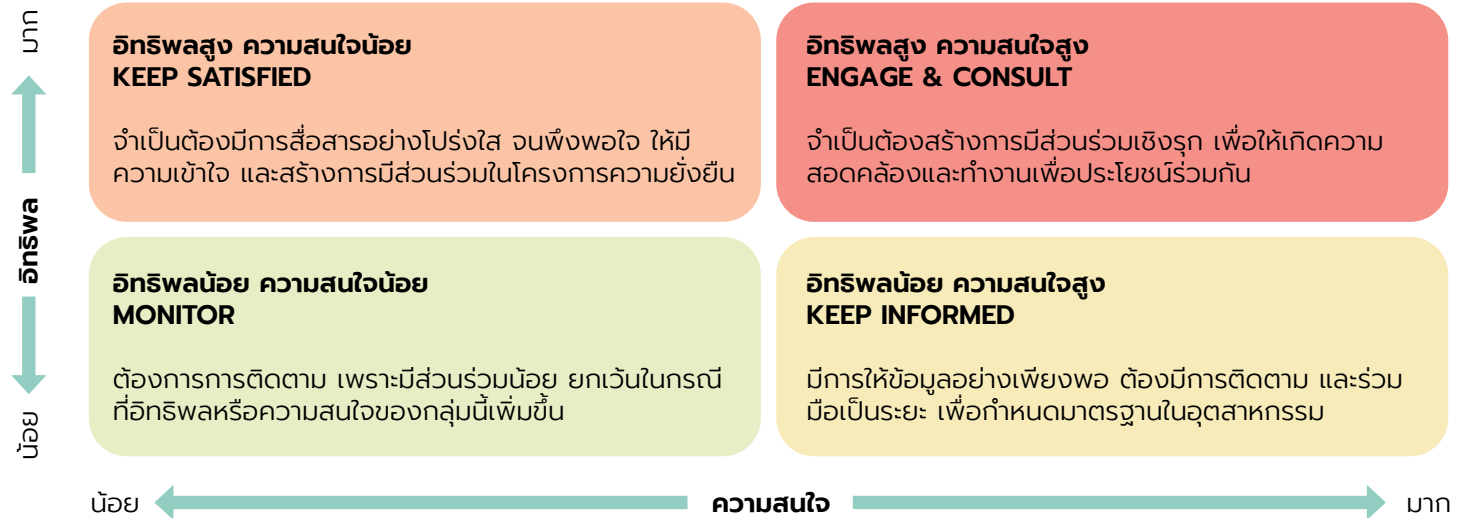 มาก
อิทธิพล
น้อย
อิทธิพลสูง ความสนใจน้อย
KEEP SATISFIED
จำเป็นต้องมีการสื่อสารอย่างโปร่งใส จนพึงพอใจ ให้มี
ความเข้าใจ และสร้างการมีส่วนร่วมในโครงการความยั่งยืน
อิทธิพลสูง ความสนใจสูง
ENGAGE & CONSULT
จำเป็นต้องสร้างการมีส่วนร่วมเชิงรุก เพื่อให้เกิดความ
สอดคล้องและทำงานเพื่อประโยชน์ร่วมกัน
อิทธิพลน้อย ความสนใจน้อย
MONITOR
ต้องการการติดตาม เพราะมีส่วนร่วมน้อย ยกเว้นในกรณี
ที่อิทธิพลหรือความสนใจของกลุ่มนี้เพิ่มขึ้น
อิทธิพลน้อย ความสนใจสูง
KEEP INFORMED
มีการให้ข้อมูลอย่างเพียงพอ ต้องมีการติดตาม และร่วม
มือเป็นระยะ เพื่อกำหนดมาตรฐานในอุตสาหกรรม
น้อย
ความสนใจ
มาก